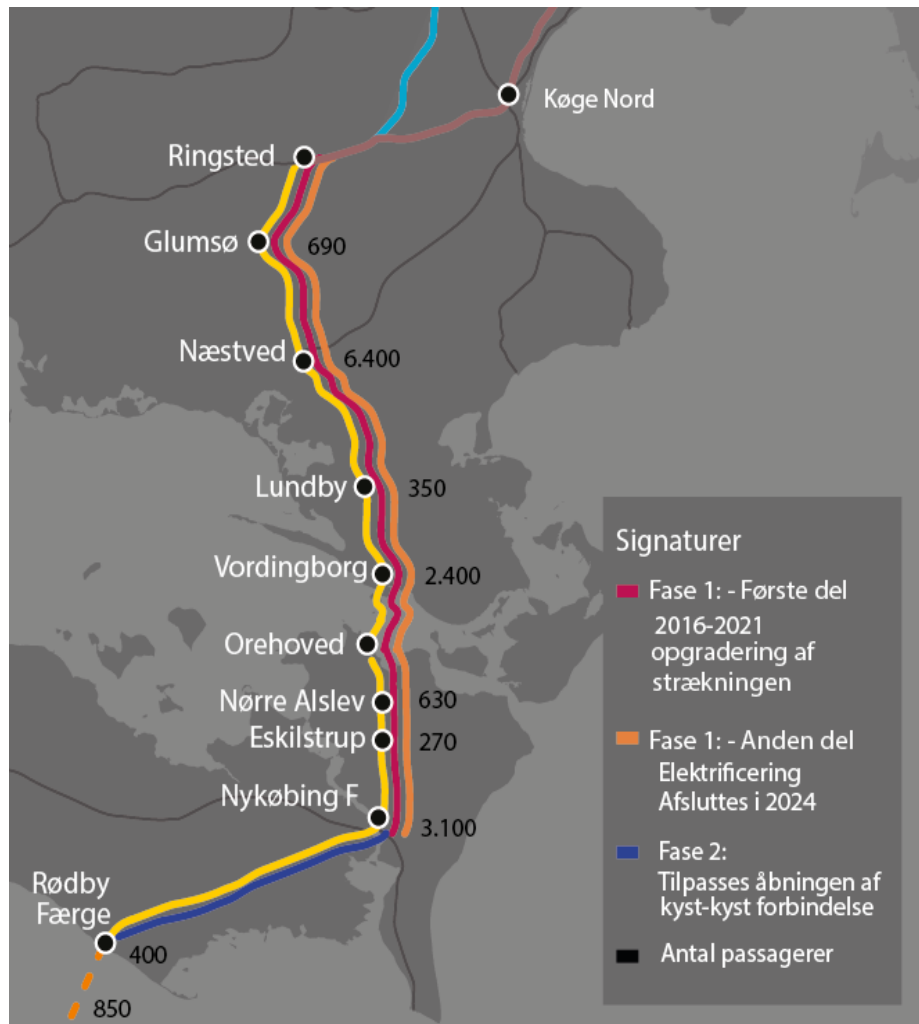 Køge Nord
Ringsted
Glumsø
690
Næstved
6.400
Lundby
350
Vordingborg
2.400
Orehoved
Nørre Alslev
630
Eskilstrup
270
Nykøbing F
3.100
Rødby
Færge
400
850
Signaturer
Fase 1: - Første del
2016-2021
opgradering af
strækningen
Fase 1: - Anden del
Elektrificering
Afsluttes i 2024
Fase 2:
Tilpasses åbningen af
kyst-kyst forbindelse
Antal passagerer